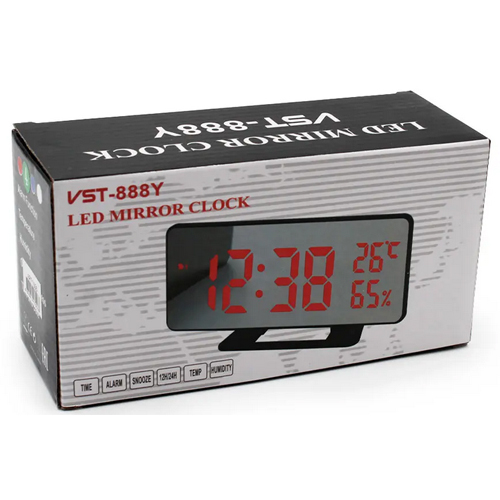 VST-888Y
LED MIRROR CLOCK
VST-888Y
LED MIRROR CLOCK
12:38
26°C
65%
TIME
ALARM
SNOOZE
12H/24H
TEMP
HUMIDITY